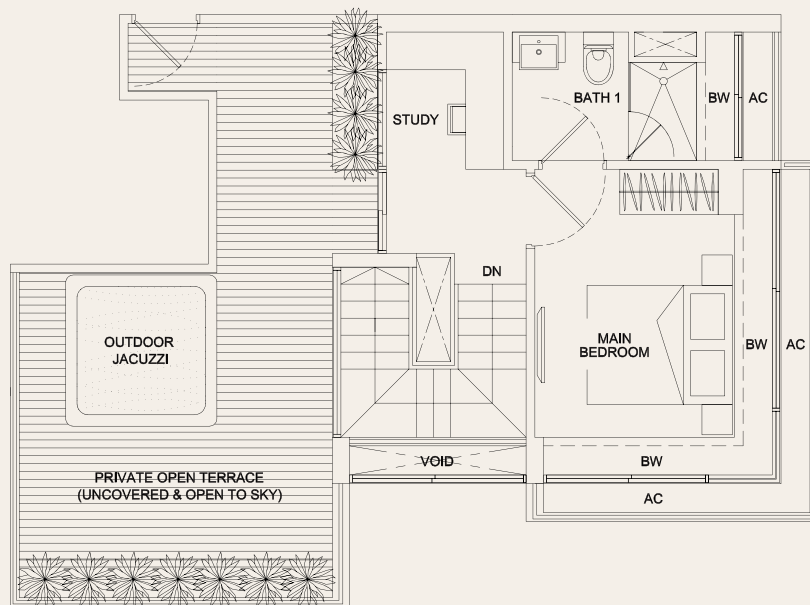 STUDY
BATH 1
BW
AC
DN
OUTDOOR
JACUZZI
MAIN
BEDROOM
BW
AC
VOID
BW
PRIVATE OPEN TERRACE
(UNCOVERED & OPEN TO SKY)
AC